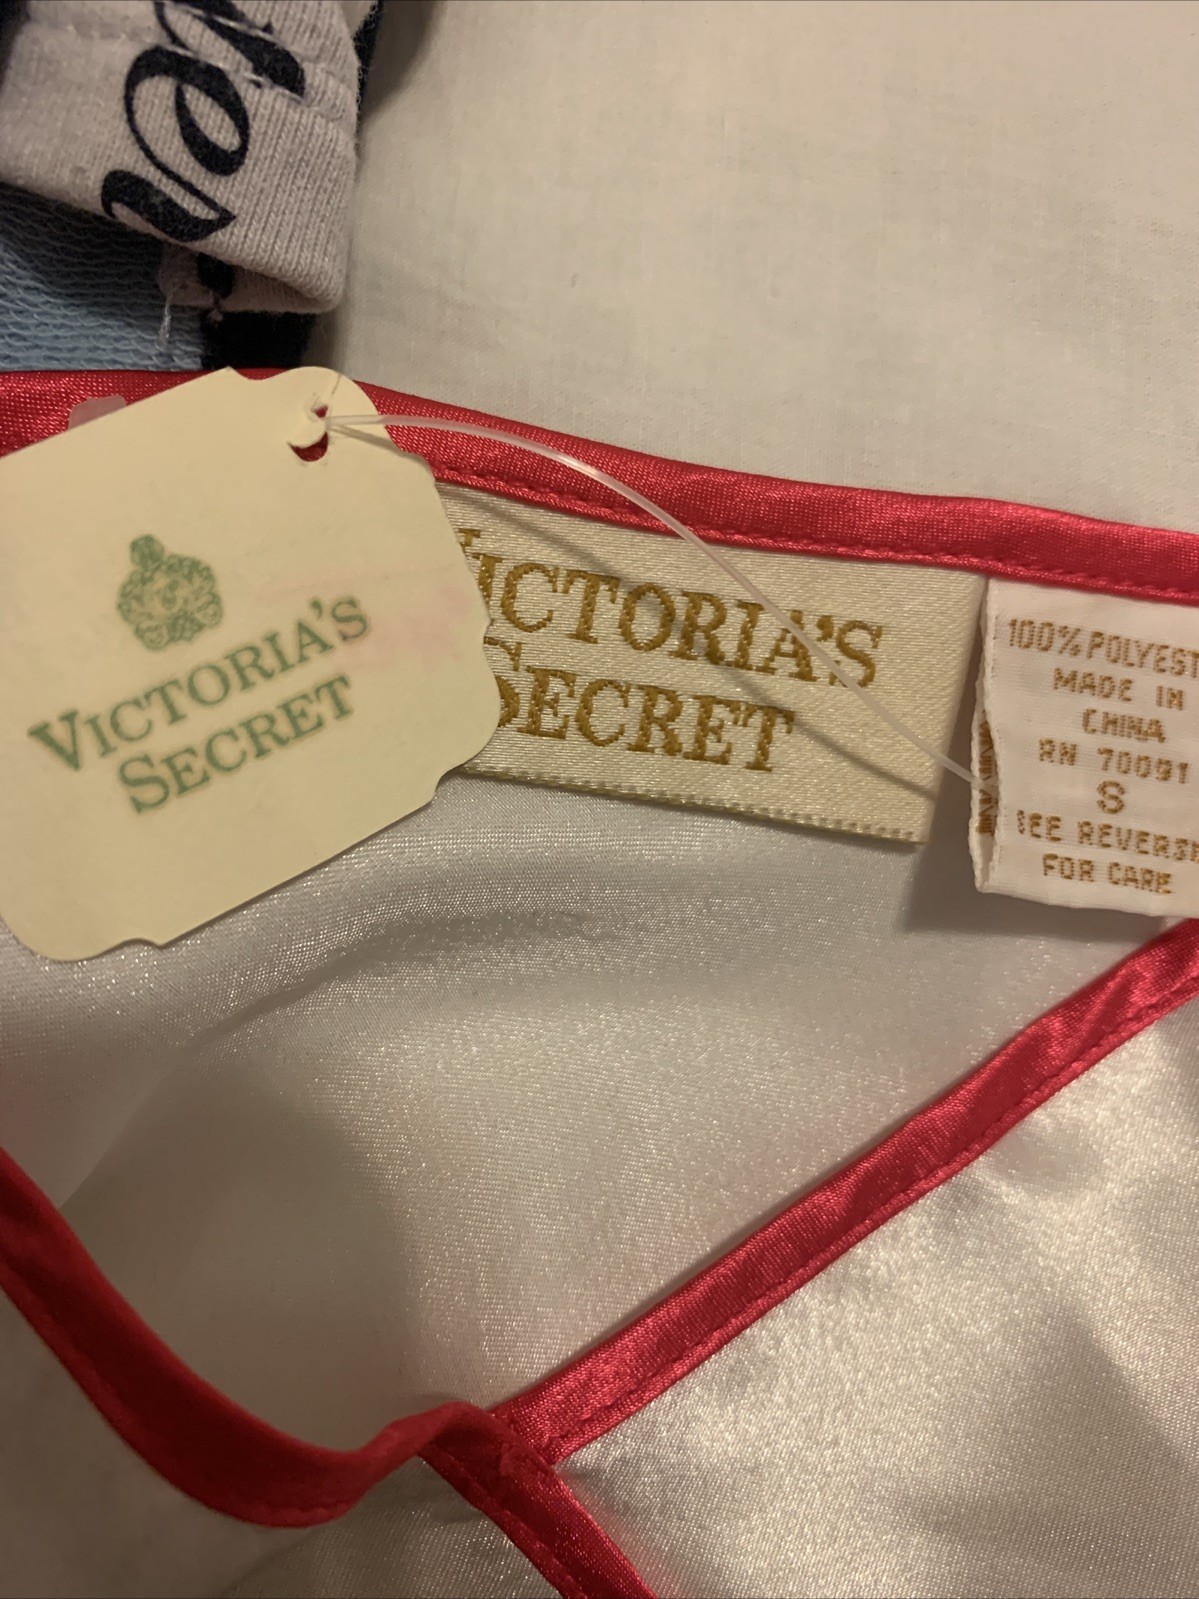 VICTORIA'S
SECRET
VICTORIA'S
SECRET
100% POLYEST
MADE IN
CHINA
RN 70091
S
SEE REVERSE
FOR CARE